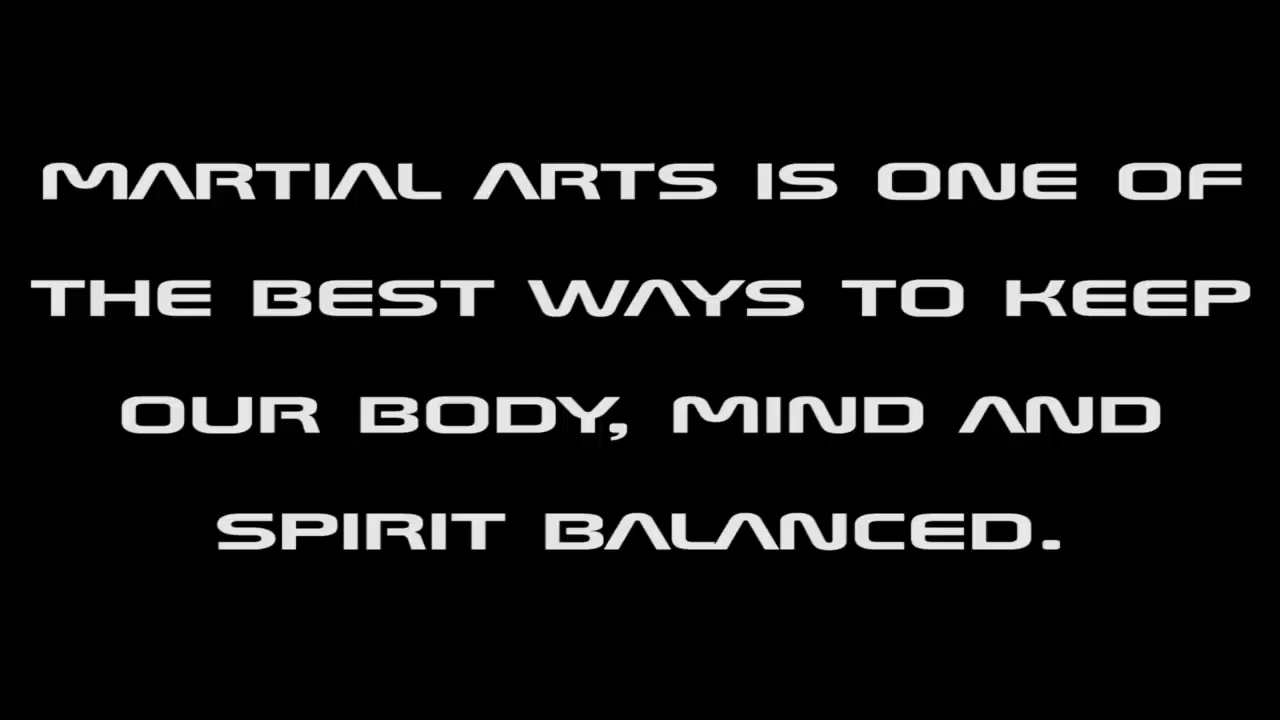 MARTIAL ARTS IS ONE OF
THE BEST WAYS TO KEEP
OUR BODY, MIND AND
SPIRIT BALANCED.